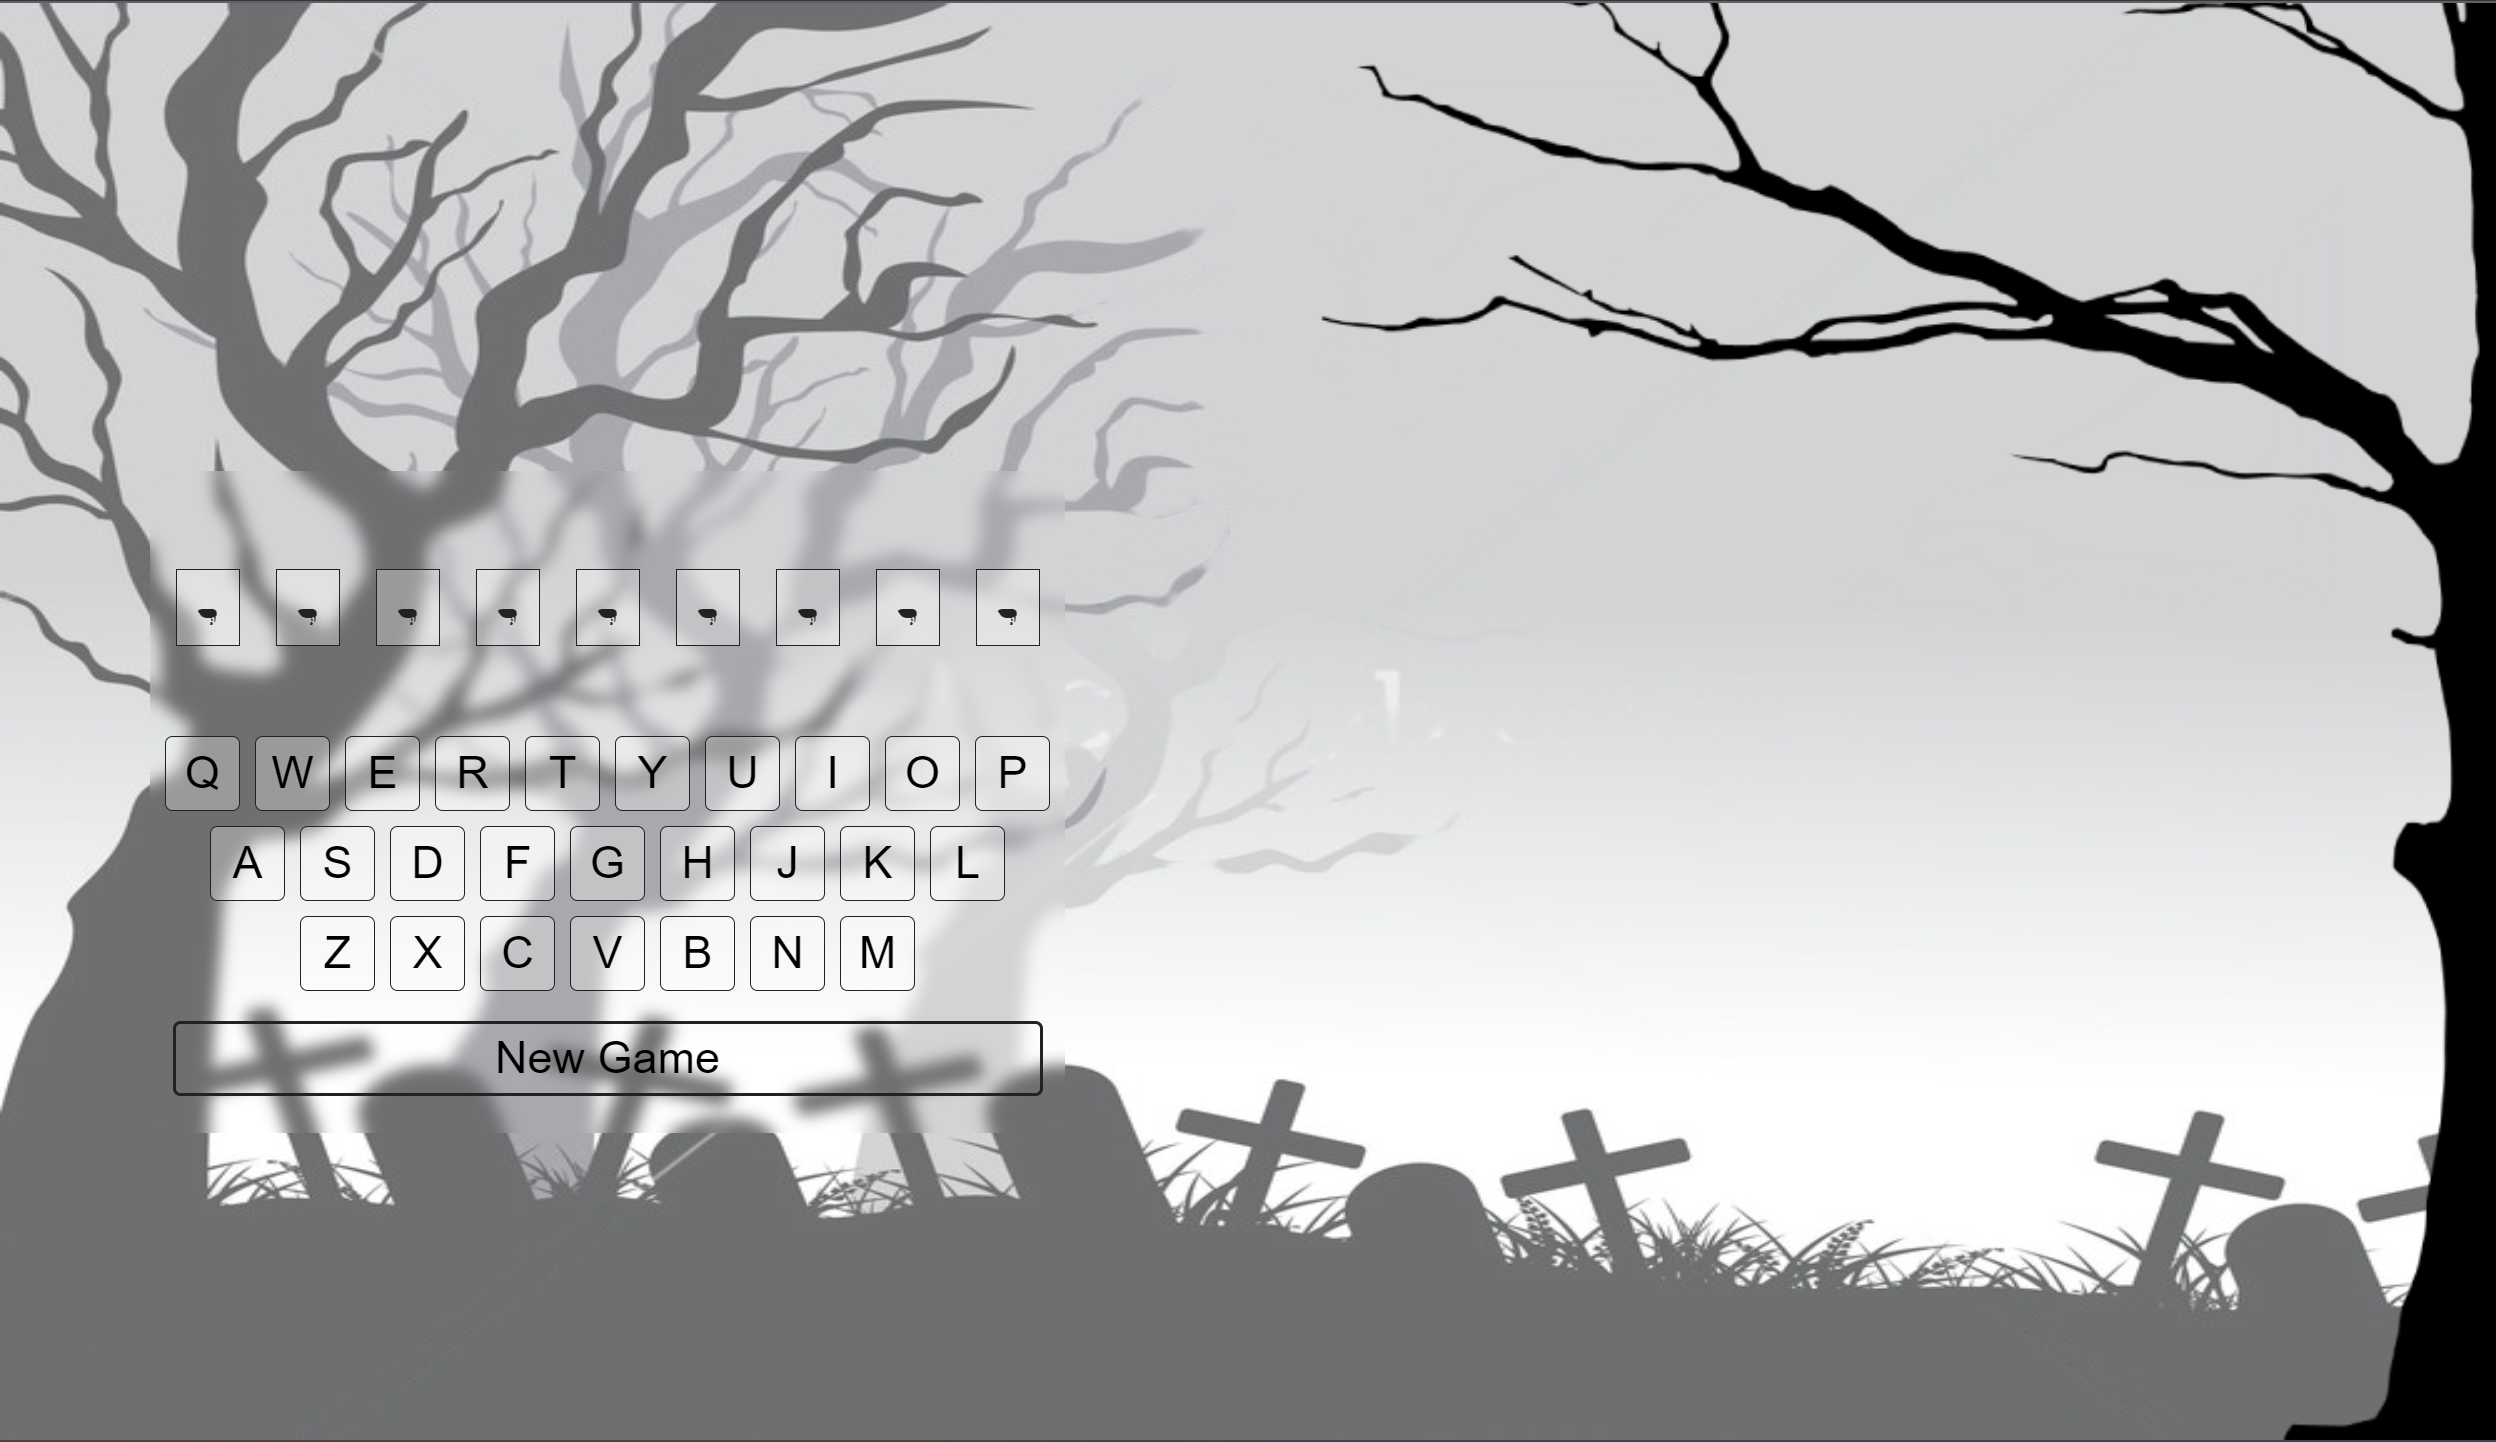 _ _ _ _ _ _ _ _ _
Q W E R T Y U I O P
A S D F G H J K L
Z X C V B N M
New Game